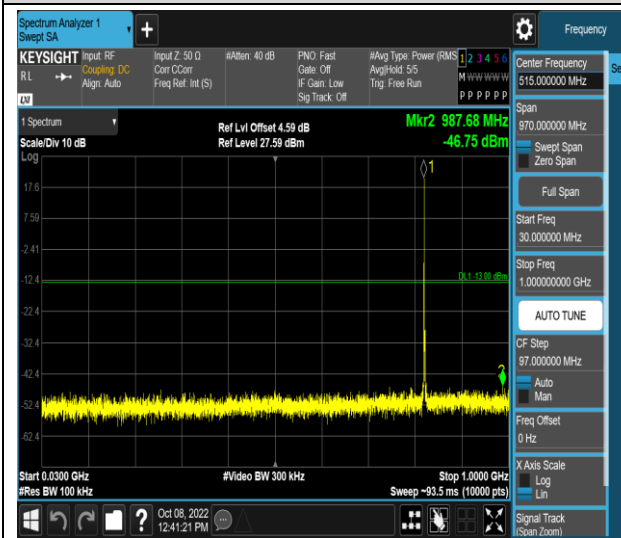 Spectrum Analyzer 1
Swept SA
+
Frequency
KEYSIGHT
RL
LXI
Input: RF
Coupling: DC
Align: Auto
Input Z: 50 Ω
Corr CCorr
Freq Ref: Int (S)
#Atten: 40 dB
PNO: Fast
Gate: Off
IF Gain: Low
Sig Track: Off
#Avg Type: Power (RMS
Avg|Hold: 5/5
Trig: Free Run
1 2 3 4 5 6
M W W W W W
P P P P P P
Center Frequency
515.000000 MHz
Se
Span
970.000000 MHz
Swept Span
Zero Span
Full Span
Start Freq
30.000000 MHz
Stop Freq
1.000000000 GHz
AUTO TUNE
CF Step
97.000000 MHz
Auto
Man
Freq Offset
0 Hz
X Axis Scale
Log
Lin
Signal Track
(Span Zoom)
1 Spectrum
Scale/Div 10 dB
Log
Ref Lvl Offset 4.59 dB
Ref Level 27.59 dBm
Mkr2 987.68 MHz
-46.75 dBm
1
17.6
7.59
-2.41
-12.4
DL1 -13.00 dBm
-22.4
-32.4
-42.4
2
-52.4
-62.4
Start 0.0300 GHz
#Res BW 100 kHz
#Video BW 300 kHz
Stop 1.0000 GHz
Sweep ~93.5 ms (10000 pts)
?
Oct 08, 2022
12:41:21 PM